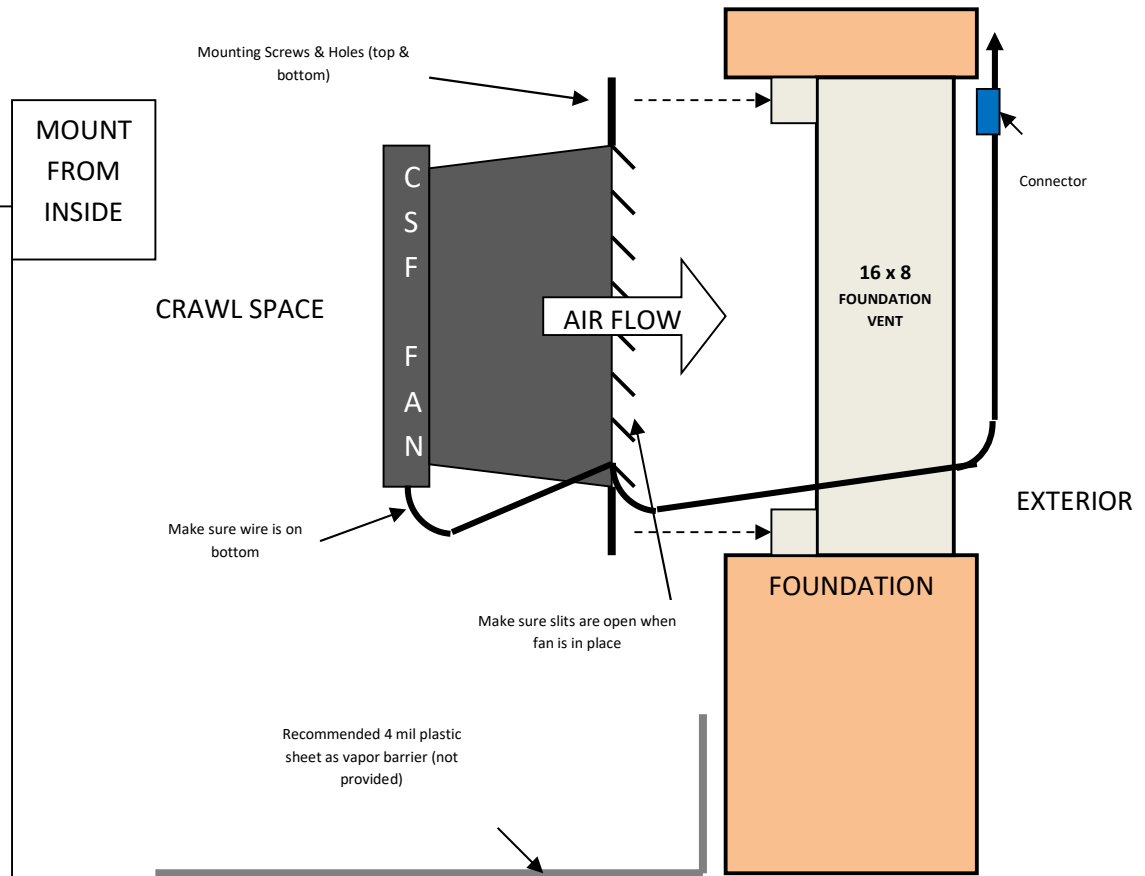 Mounting Screws & Holes (top &
bottom)
MOUNT
FROM
INSIDE
Connector
C
S
F
F
A
N
CRAWL SPACE
AIR FLOW
16 x 8
FOUNDATION
VENT
EXTERIOR
Make sure wire is on
bottom
FOUNDATION
Make sure slits are open when
fan is in place
Recommended 4 mil plastic
sheet as vapor barrier (not
provided)